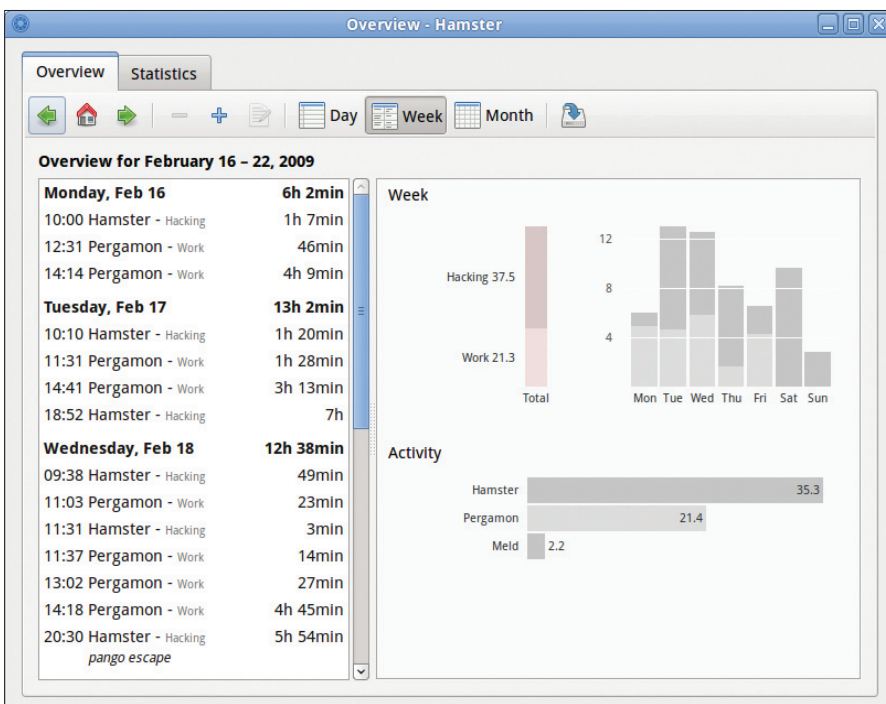 Overview - Hamster
Overview Statistics
Day Week Month
Overview for February 16 – 22, 2009
Monday, Feb 16 6h 2min
10:00 Hamster - Hacking 1h 7min
12:31 Pergamon - Work 46min
14:14 Pergamon - Work 4h 9min
Tuesday, Feb 17 13h 2min
10:10 Hamster - Hacking 1h 20min
11:31 Pergamon - Work 1h 28min
14:41 Pergamon - Work 3h 13min
18:52 Hamster - Hacking 7h
Wednesday, Feb 18 12h 38min
09:38 Hamster - Hacking 49min
11:03 Pergamon - Work 23min
11:31 Hamster - Hacking 3min
11:37 Pergamon - Work 14min
13:02 Pergamon - Work 27min
14:18 Pergamon - Work 4h 45min
20:30 Hamster - Hacking 5h 54min
pango escape
Week
Hacking 37.5
Work 21.3
Total
12
8
4
Mon Tue Wed Thu Fri Sat Sun
Activity
Hamster 35.3
Pergamon 21.4
Meld 2.2